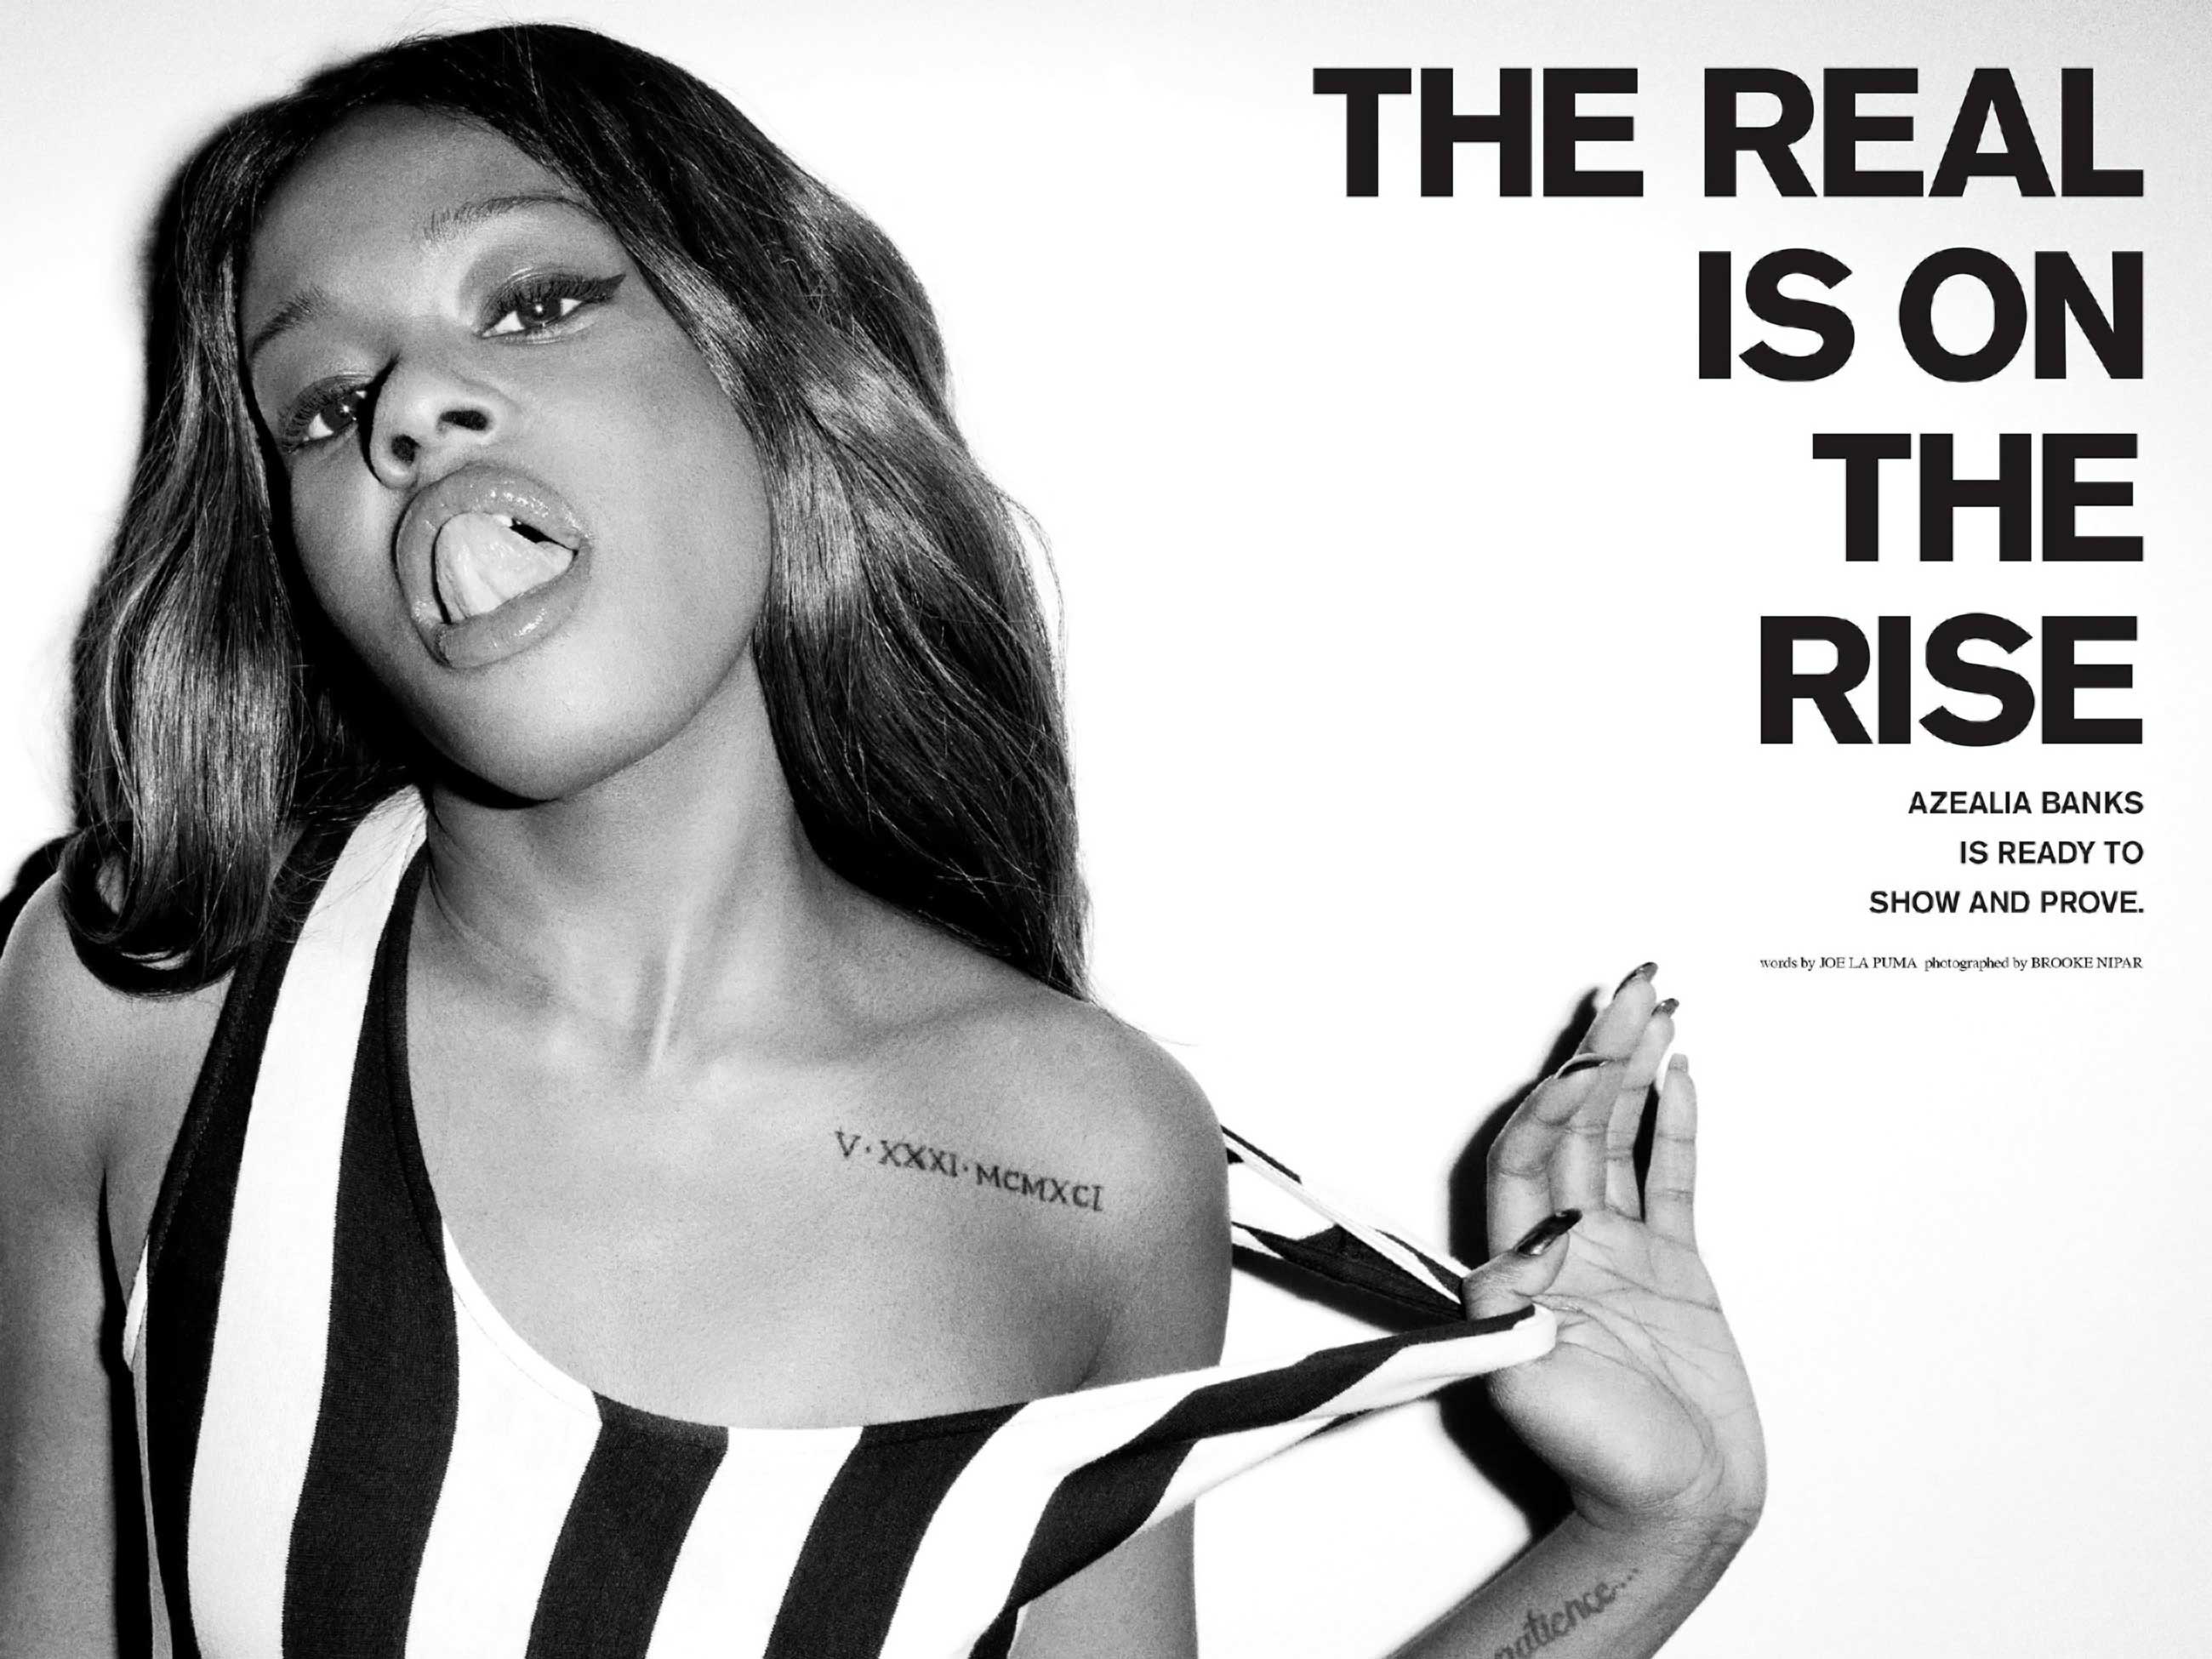 THE REAL
IS ON
THE
RISE
AZEALIA BANKS
IS READY TO
SHOW AND PROVE.
words by JOE LA PUMA photographed by BROOKE NIPAR
V·XXXI·MCMXCI
patience...